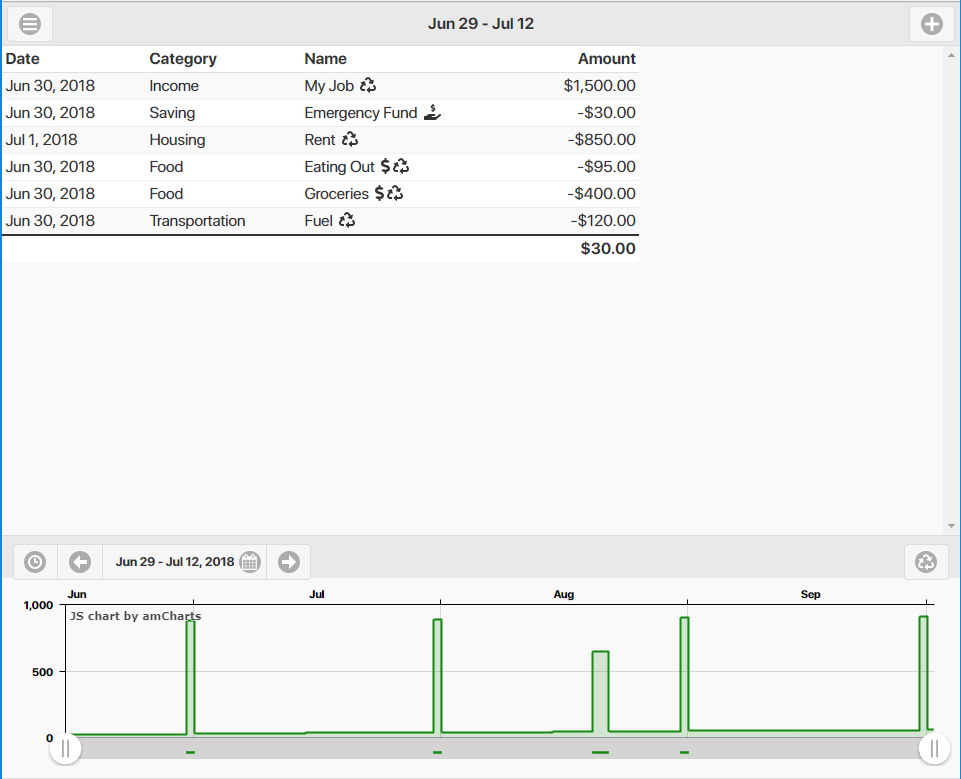 Jun 29 - Jul 12
Date Category Name Amount
Jun 30, 2018 Income My Job $1,500.00
Jun 30, 2018 Saving Emergency Fund -$30.00
Jul 1, 2018 Housing Rent -$850.00
Jun 30, 2018 Food Eating Out $ -$95.00
Jun 30, 2018 Food Groceries $ -$400.00
Jun 30, 2018 Transportation Fuel -$120.00
$30.00
Jun 29 - Jul 12, 2018
Jun Jul Aug Sep
1,000
JS chart by amCharts
500
0